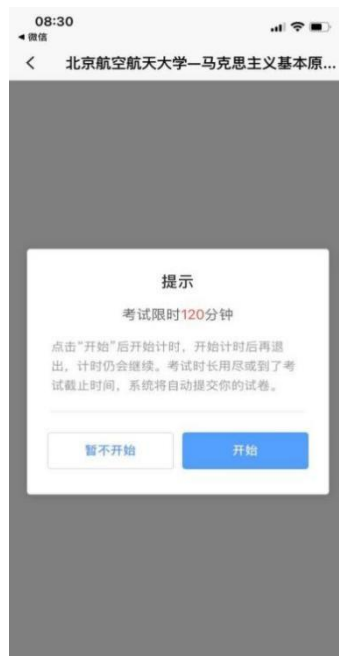 08:30
◀ 微信
北京航空航天大学—马克思主义基本原...
提示
考试限时120分钟
点击"开始"后开始计时，开始计时后再退
出，计时仍会继续。考试时长用尽或到了考
试截止时间，系统将自动提交你的试卷。
暂不开始
开始